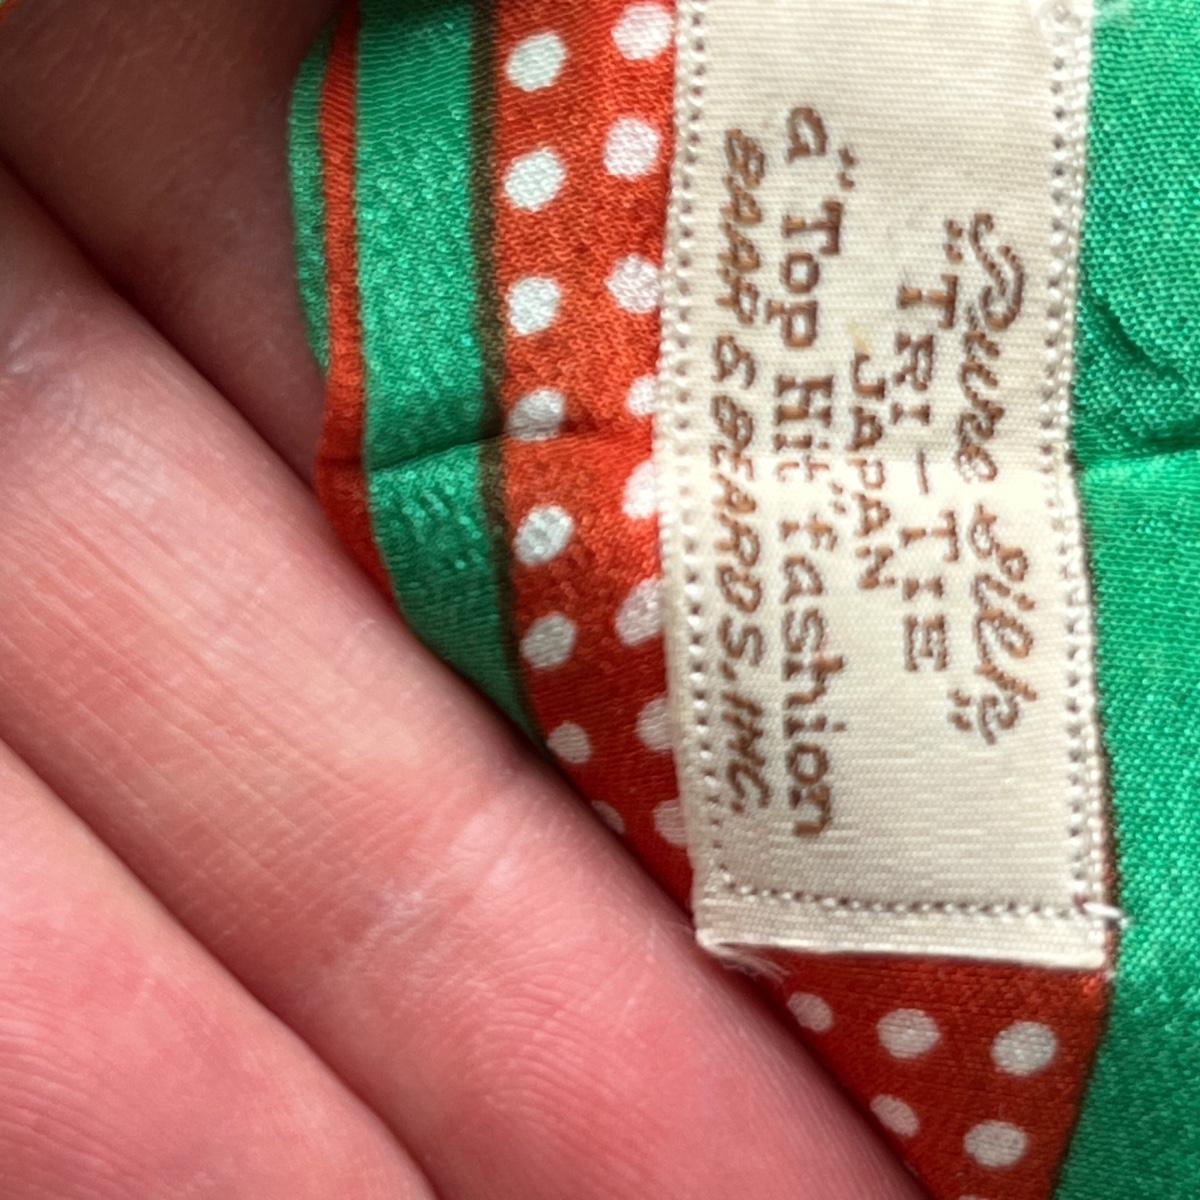 Pure Silk
"TRI-TIE"
JAPAN
a "Top Hit" fashion
BAAR & BEARDS, INC.